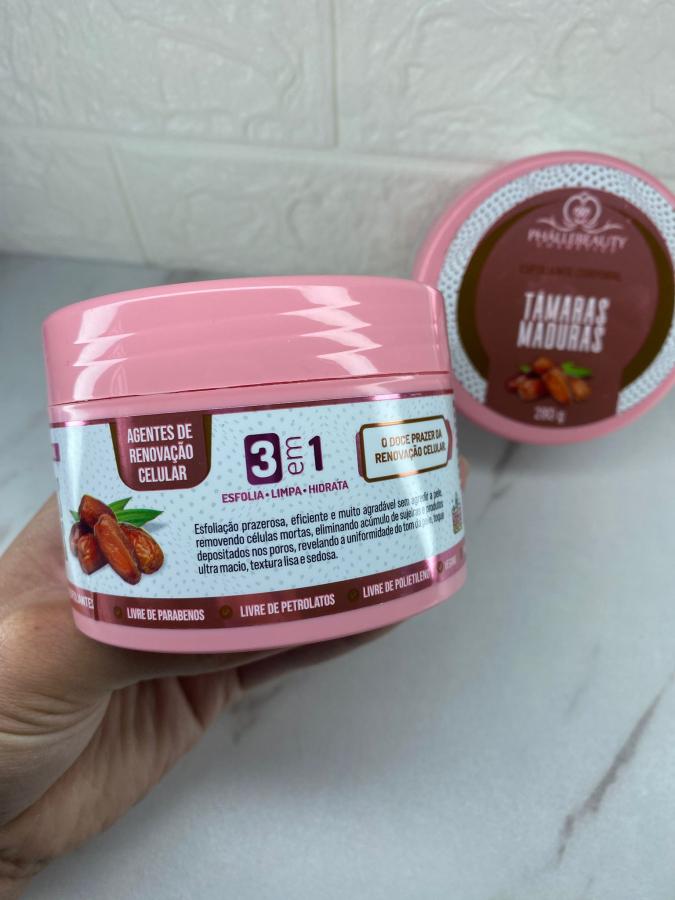 PHÁLLEBEAUTY
ESFOLIANTE CORPORAL
TÂMARAS
MADURAS
280 g
AGENTES DE
RENOVAÇÃO
CELULAR
3 em 1
ESFOLIA • LIMPA • HIDRATA
O DOCE PRAZER DA
RENOVAÇÃO CELULAR
Esfoliação prazerosa, eficiente e muito agradável sem agredir a pele,
removendo células mortas, eliminando acúmulo de sujeiras e produtos
depositados nos poros, revelando a uniformidade do tom da pele, toque
ultra macio, textura lisa e sedosa.
LIVRE DE PARABENOS
LIVRE DE PETROLATOS
LIVRE DE POLIETILENO